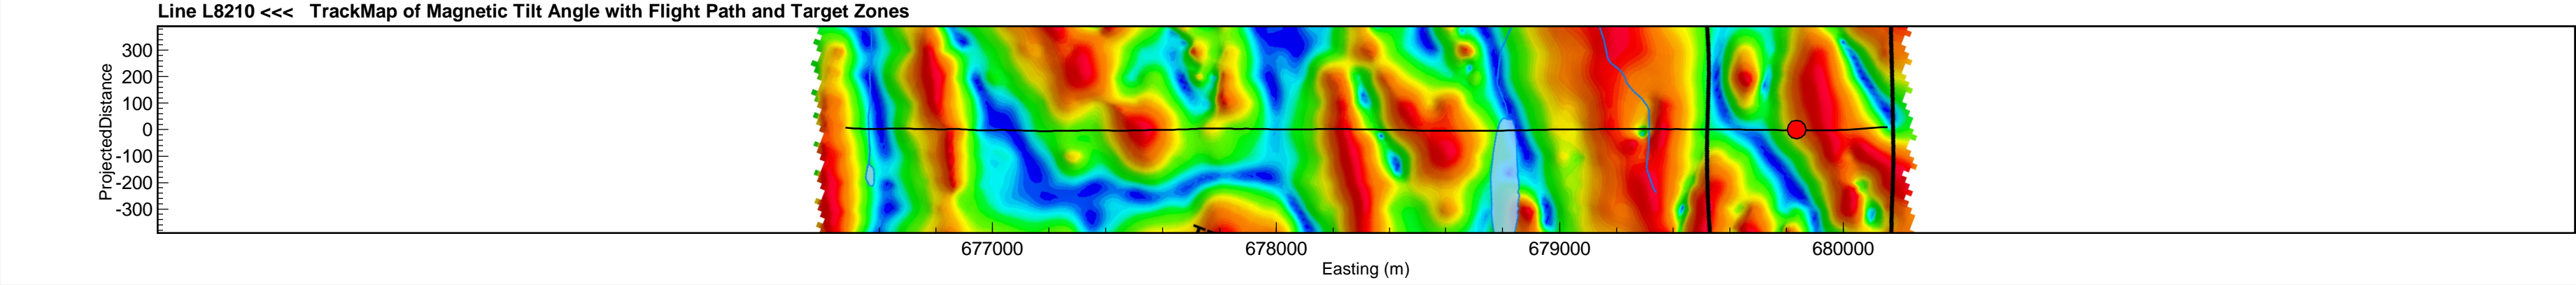 Line L8210 <<<   TrackMap of Magnetic Tilt Angle with Flight Path and Target Zones
ProjectedDistance
300
200
100
0
-100
-200
-300
677000 678000 679000 680000
Easting (m)